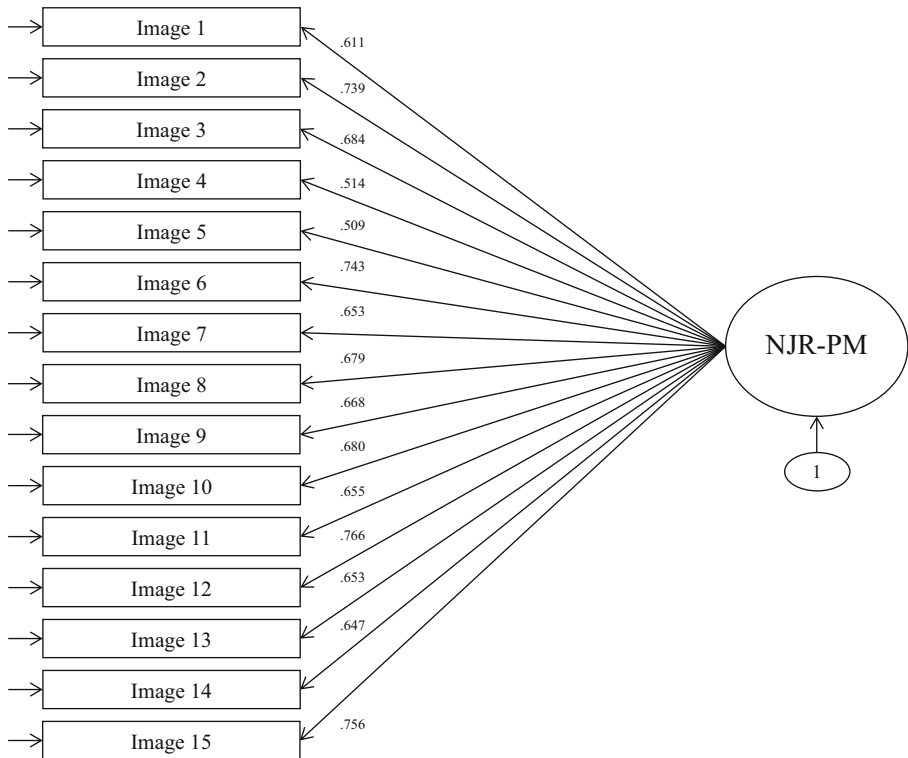 Image 1
.611
Image 2
.739
Image 3
.684
Image 4
.514
Image 5
.509
Image 6
.743
Image 7
.653
Image 8
.679
Image 9
.668
Image 10
.680
Image 11
.655
Image 12
.766
Image 13
.653
Image 14
.647
Image 15
.756
NJR-PM
1